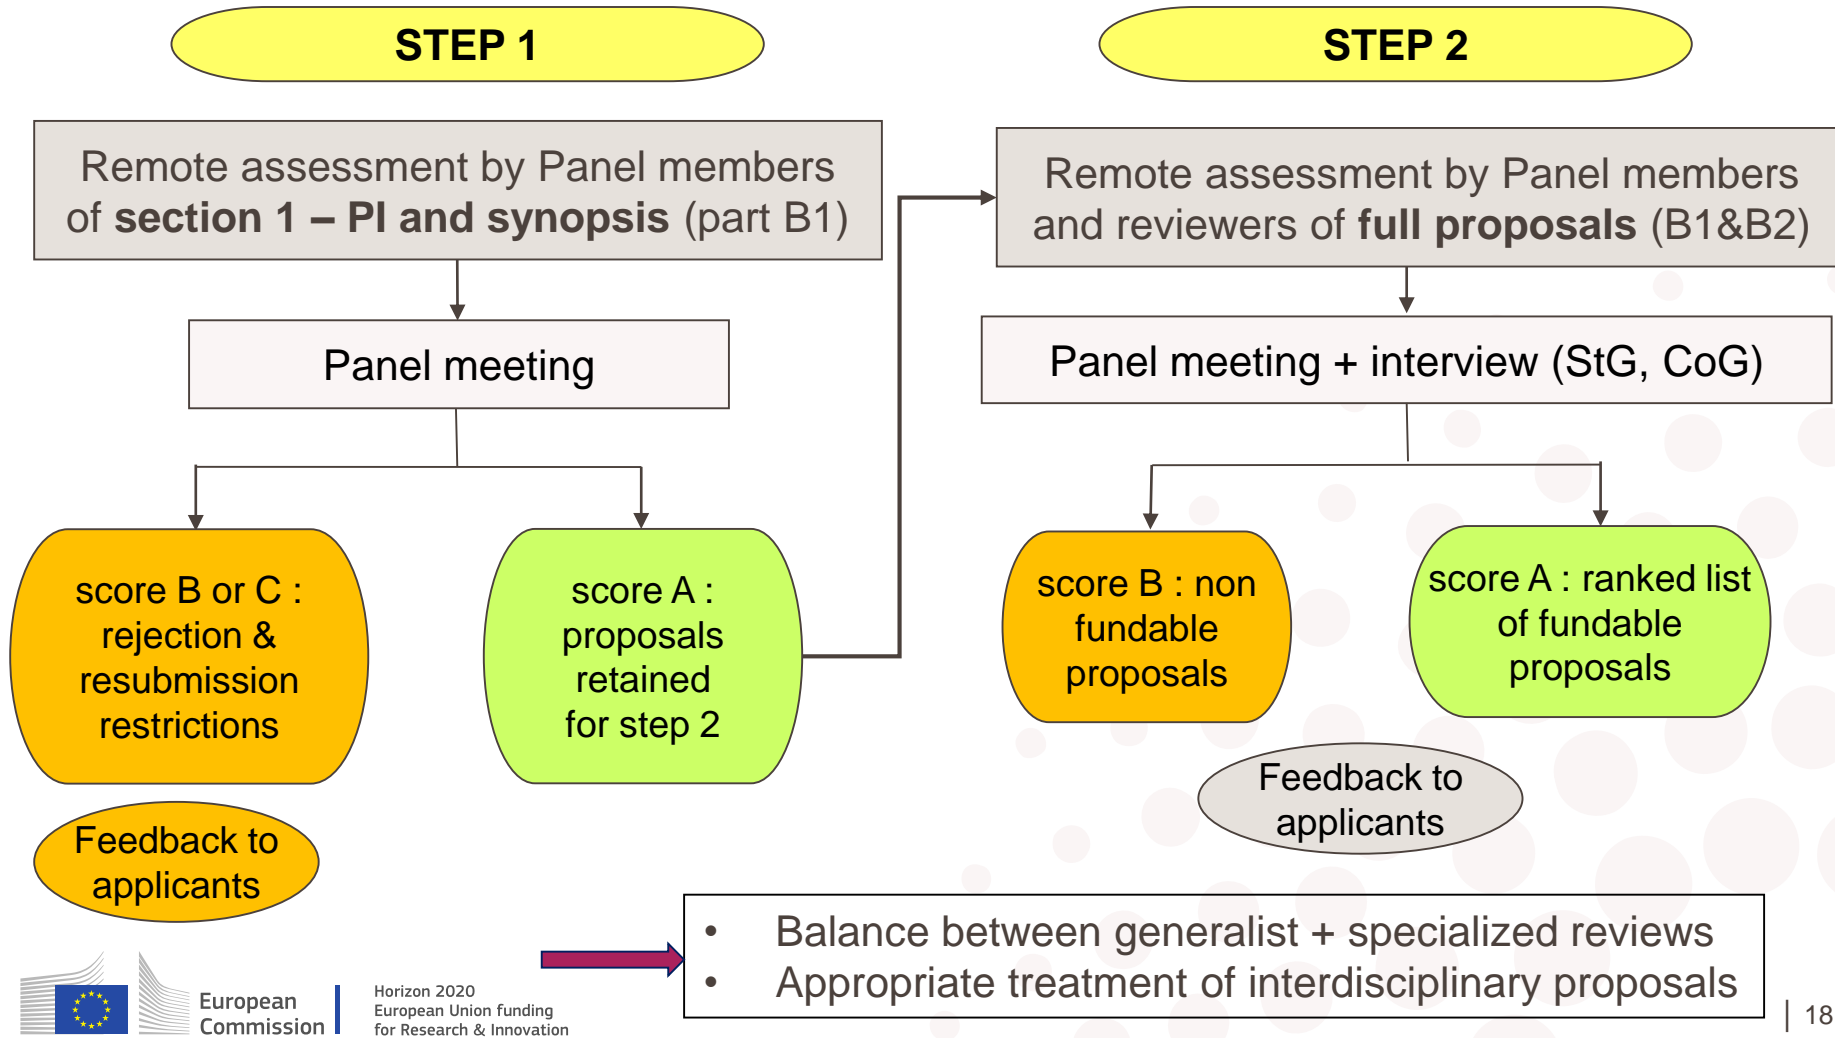 STEP 1
Remote assessment by Panel members
of section 1 – PI and synopsis (part B1)
Panel meeting
score B or C :
rejection &
resubmission
restrictions
score A :
proposals
retained
for step 2
Feedback to
applicants
STEP 2
Remote assessment by Panel members
and reviewers of full proposals (B1&B2)
Panel meeting + interview (StG, CoG)
score B : non
fundable
proposals
score A : ranked list
of fundable
proposals
Feedback to
applicants
• Balance between generalist + specialized reviews
• Appropriate treatment of interdisciplinary proposals
European
Commission
Horizon 2020
European Union funding
for Research & Innovation
| 18